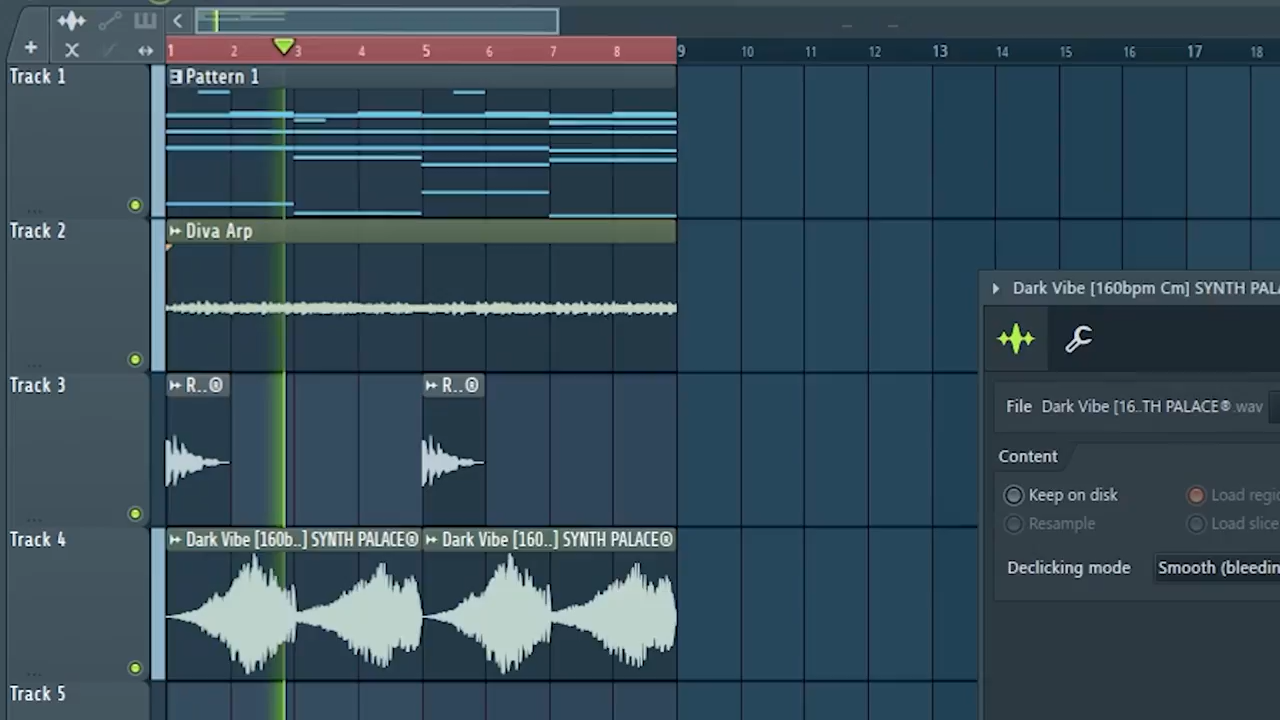 1 2 3 4 5 6 7 8 9 10 11 12 13 14 15 16 17 18
Track 1
Pattern 1
Track 2
Diva Arp
Track 3
R..® R..®
Track 4
Dark Vibe [160b..] SYNTH PALACE® Dark Vibe [160..] SYNTH PALACE®
Track 5
Dark Vibe [160bpm Cm] SYNTH PALA
File Dark Vibe [16..TH PALACE®.wav
Content
Keep on disk Load regio
Resample Load slice
Declicking mode Smooth (bleedin